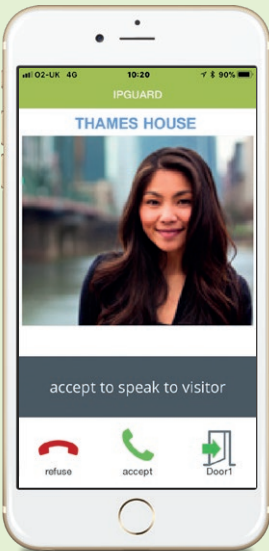 O2-UK 4G 10:20 90%
IPGUARD
THAMES HOUSE
accept to speak to visitor
refuse accept Door1